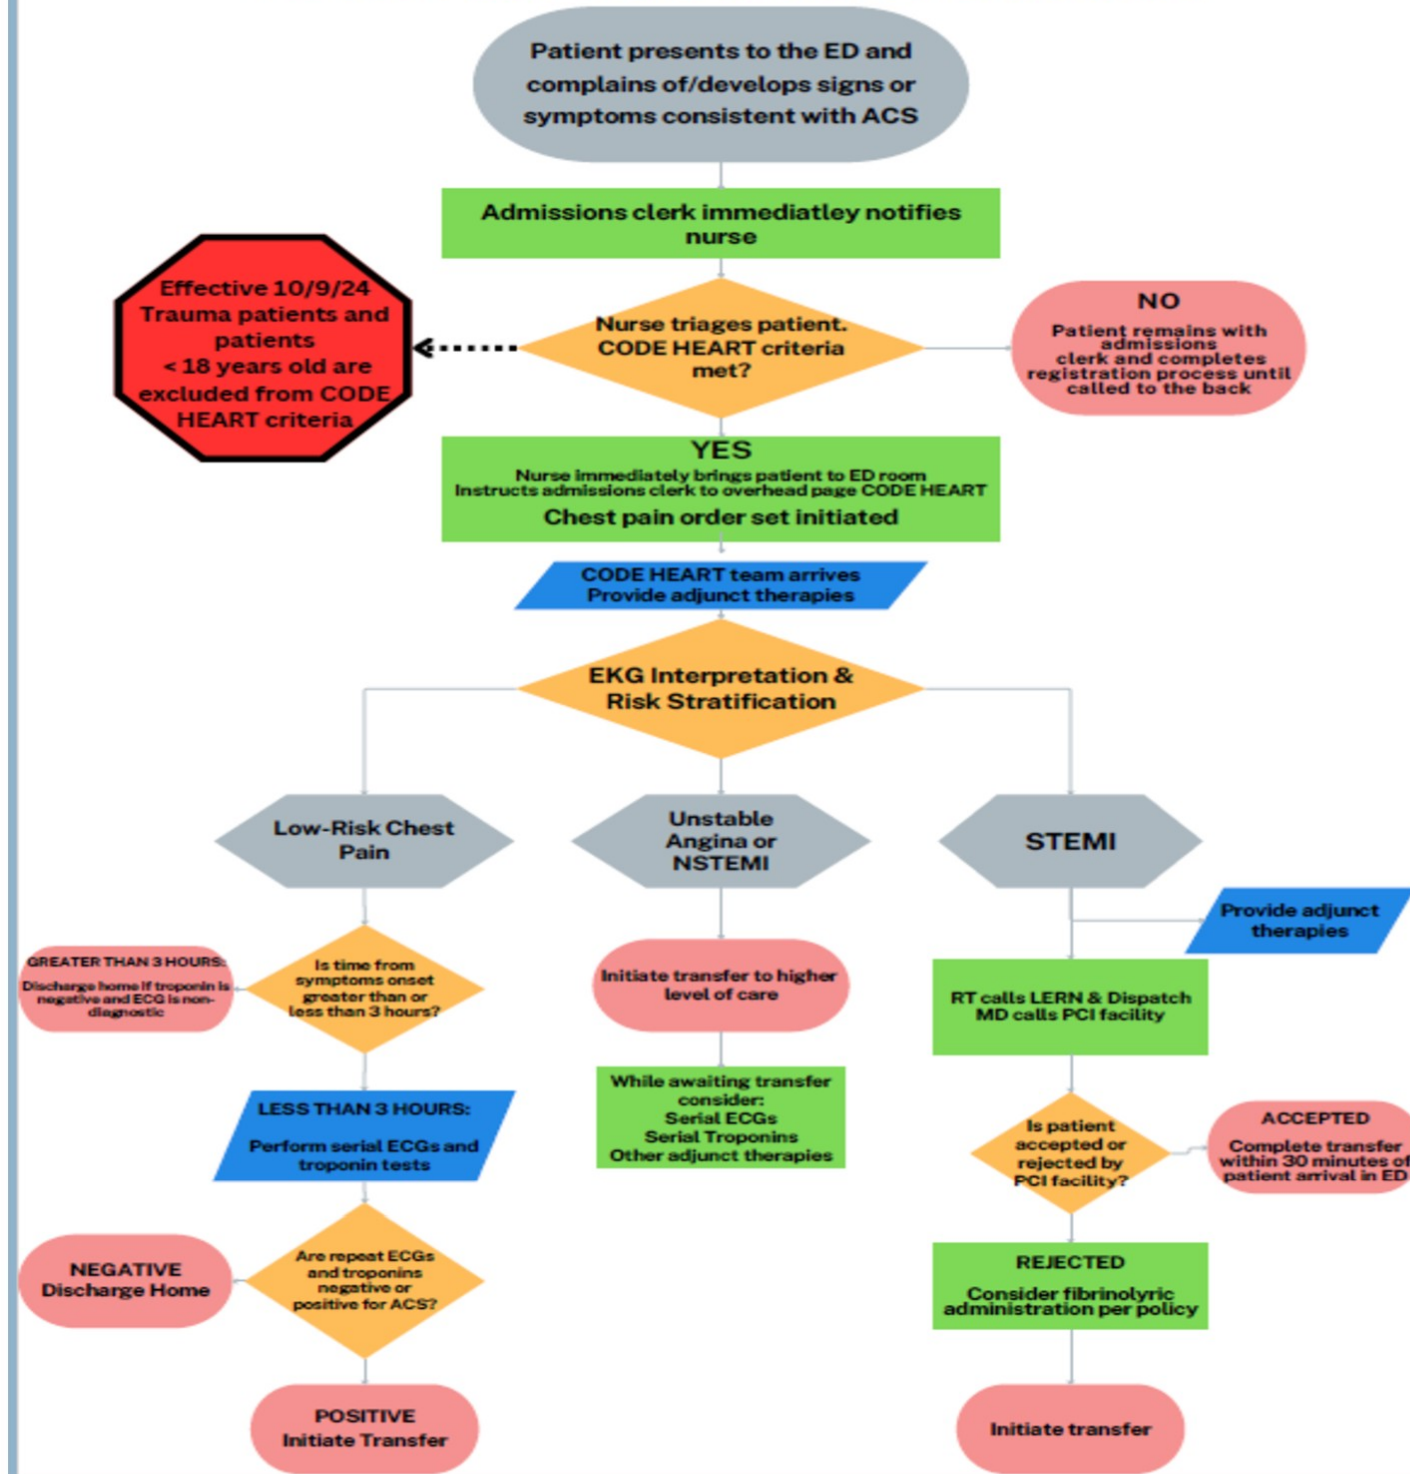 Patient presents to the ED and
complains of/develops signs or
symptoms consistent with ACS
Admissions clerk immediatley notifies
nurse
Effective 10/9/24
Trauma patients and
patients
< 18 years old are
excluded from CODE
HEART criteria
Nurse triages patient.
CODE HEART criteria
met?
NO
Patient remains with
admissions
clerk and completes
registration process until
called to the back
YES
Nurse immediately brings patient to ED room
Instructs admissions clerk to overhead page CODE HEART
Chest pain order set initiated
CODE HEART team arrives
Provide adjunct therapies
EKG Interpretation &
Risk Stratification
Low-Risk Chest
Pain
Unstable
Angina or
NSTEMI
STEMI
Provide adjunct
therapies
GREATER THAN 3 HOURS:
Discharge home if troponin is
negative and ECG is non-
diagnostic
Is time from
symptoms onset
greater than or
less than 3 hours?
Initiate transfer to higher
level of care
RT calls LERN & Dispatch
MD calls PCI facility
LESS THAN 3 HOURS:
Perform serial ECGs and
troponin tests
While awaiting transfer
consider:
Serial ECGs
Serial Troponins
Other adjunct therapies
Is patient
accepted or
rejected by
PCI facility?
ACCEPTED
Complete transfer
within 30 minutes of
patient arrival in ED
NEGATIVE
Discharge Home
Are repeat ECGs
and troponins
negative or
positive for ACS?
REJECTED
Consider fibrinolyric
administration per policy
POSITIVE
Initiate Transfer
Initiate transfer